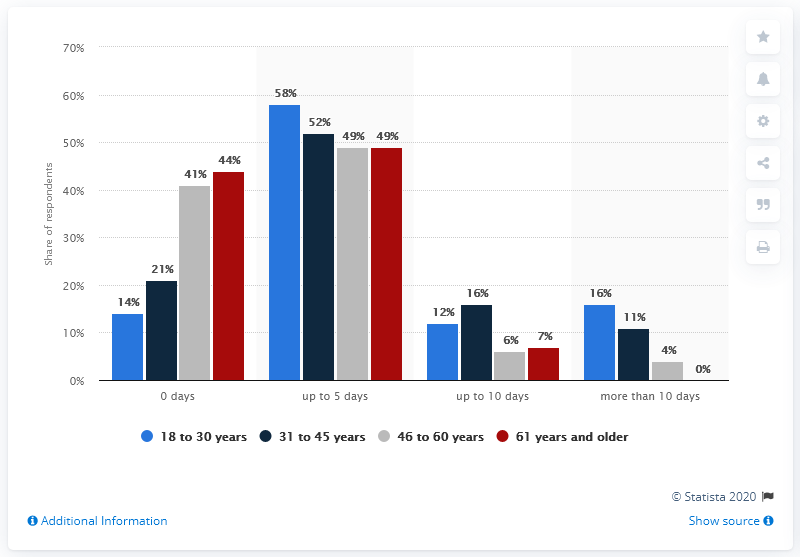 70%
60%
50%
40%
30%
20%
10%
0%
Share of respondents
14%
21%
41%
44%
58%
52%
49%
49%
12%
16%
6%
7%
16%
11%
4%
0%
0 days
up to 5 days
up to 10 days
more than 10 days
18 to 30 years
31 to 45 years
46 to 60 years
61 years and older
© Statista 2020
Additional Information
Show source